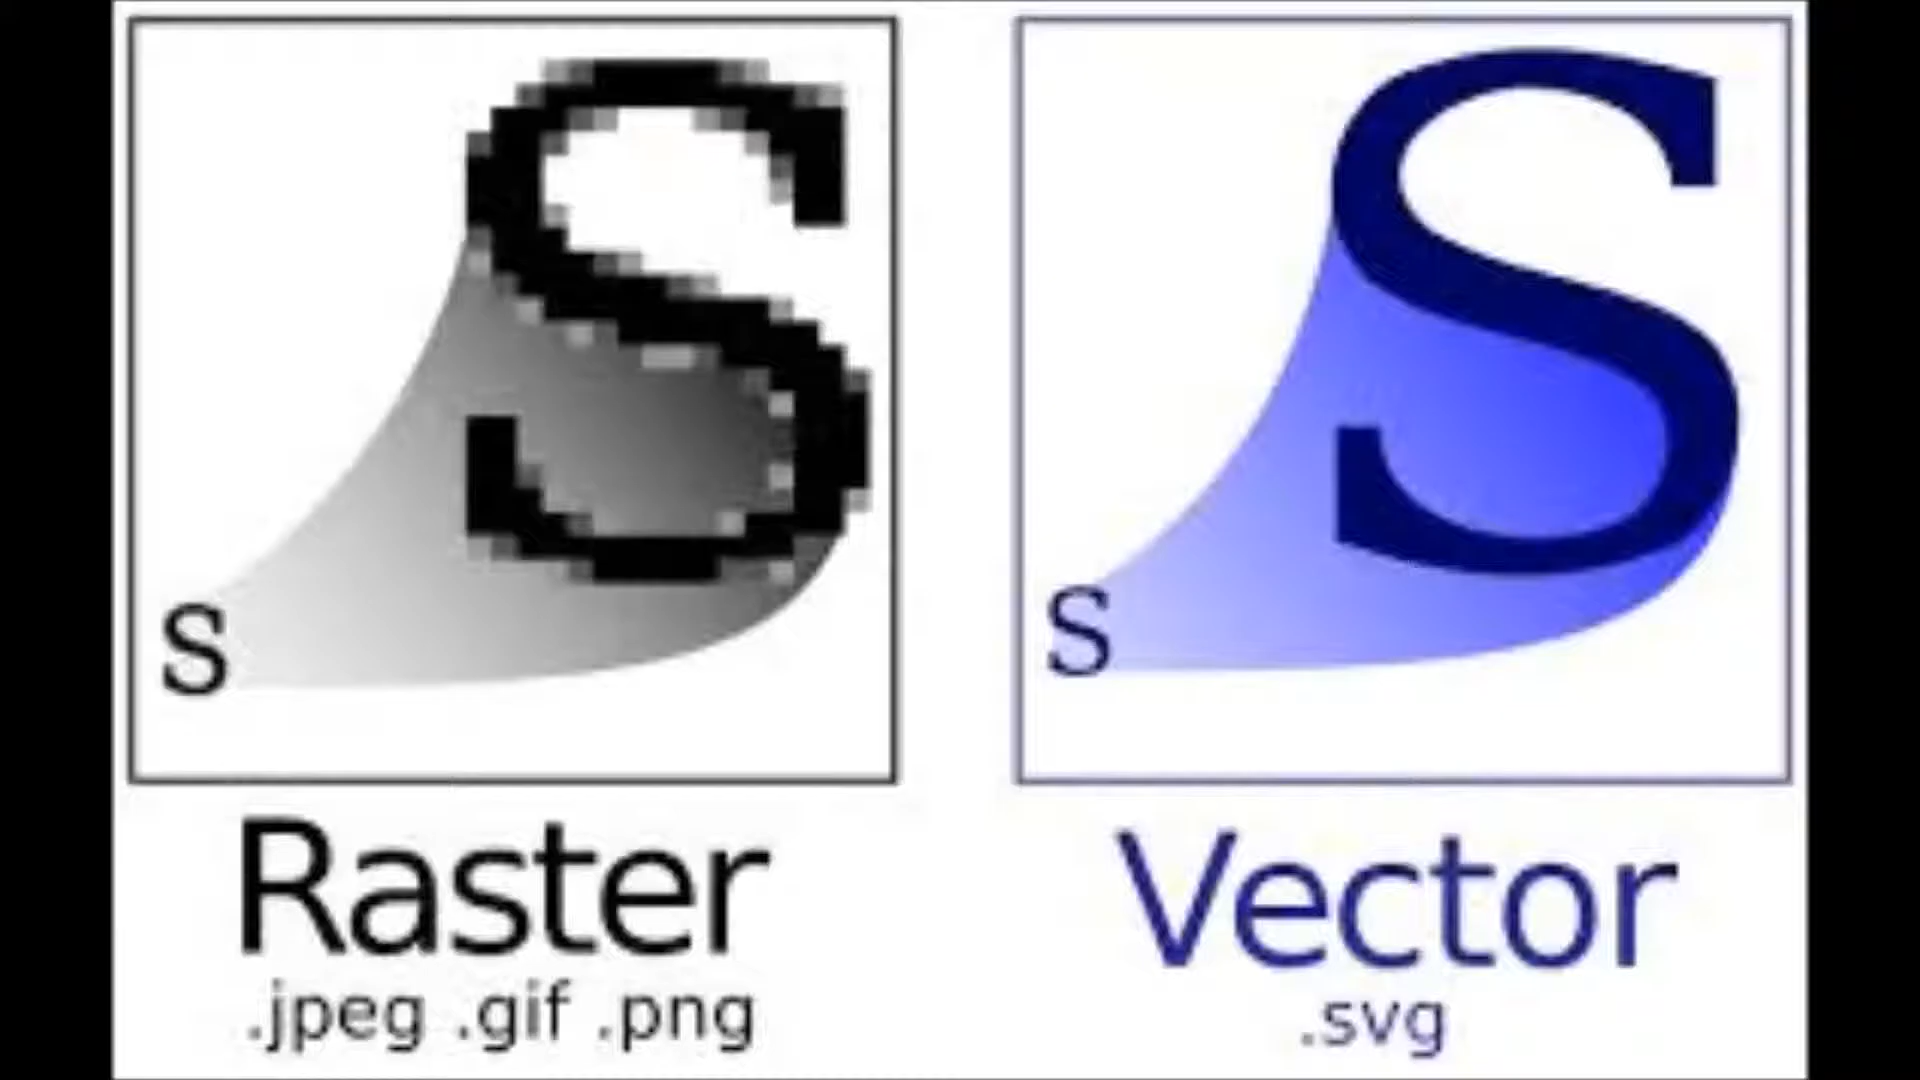 S
S
Raster
.jpeg .gif .png
S
S
Vector
.svg